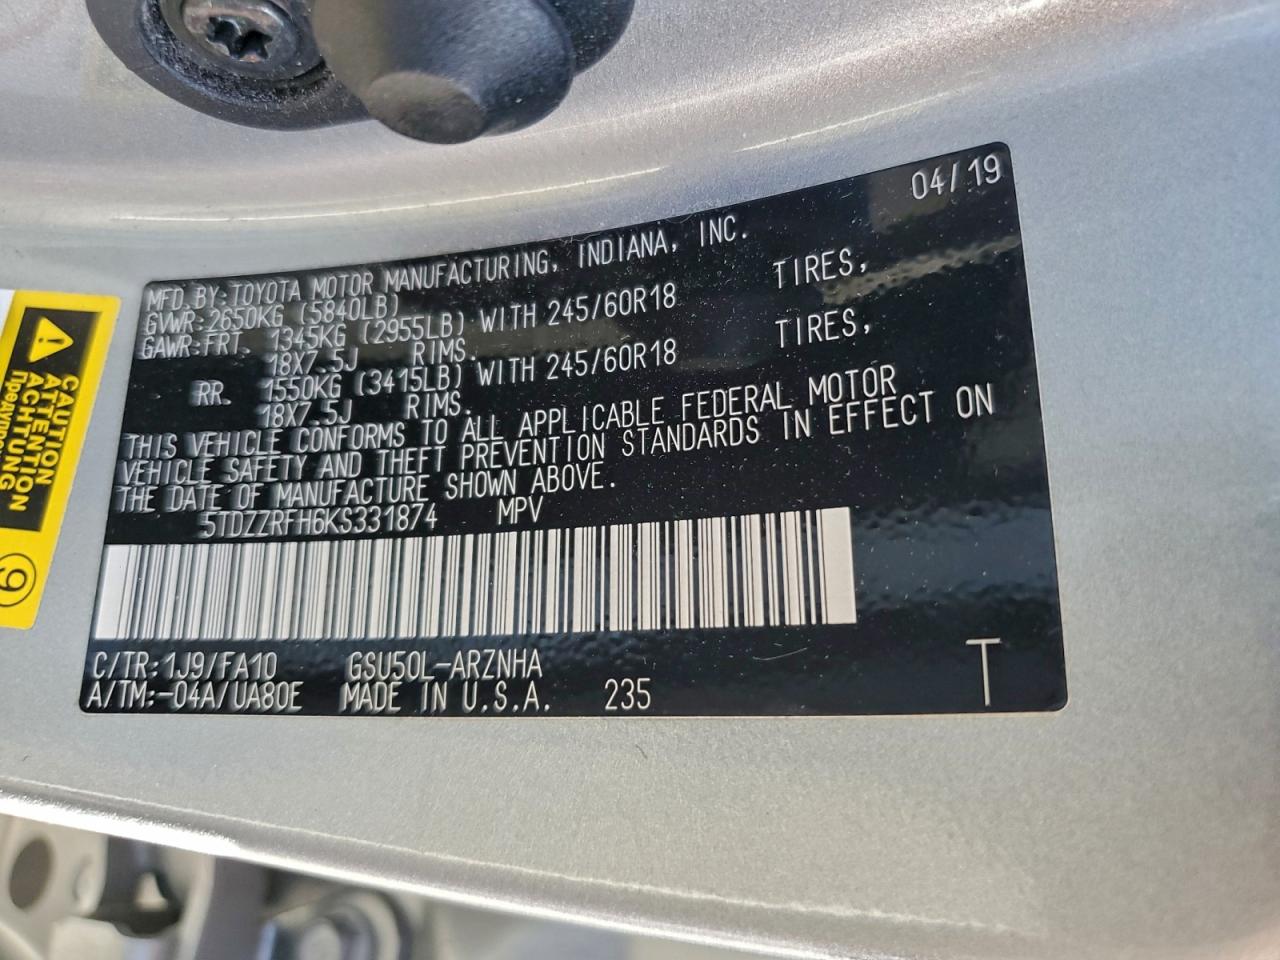 04/19
MFD.BY:TOYOTA MOTOR MANUFACTURING, INDIANA, INC.
GVWR:2650KG (5840LB)
GAWR:FRT. 1345KG (2955LB) WITH 245/60R18 TIRES,
18X7.5J RIMS.
RR. 1550KG (3415LB) WITH 245/60R18 TIRES,
18X7.5J RIMS.
THIS VEHICLE CONFORMS TO ALL APPLICABLE FEDERAL MOTOR
VEHICLE SAFETY AND THEFT PREVENTION STANDARDS IN EFFECT ON
THE DATE OF MANUFACTURE SHOWN ABOVE.
5TDZZRFH6KS331874 MPV
C/TR:1J9/FA10 GSU50L-ARZNHA
A/TM:-04A/UA80E MADE IN U.S.A. 235
T
CAUTION
ATTENTION
ACHTUNG
9